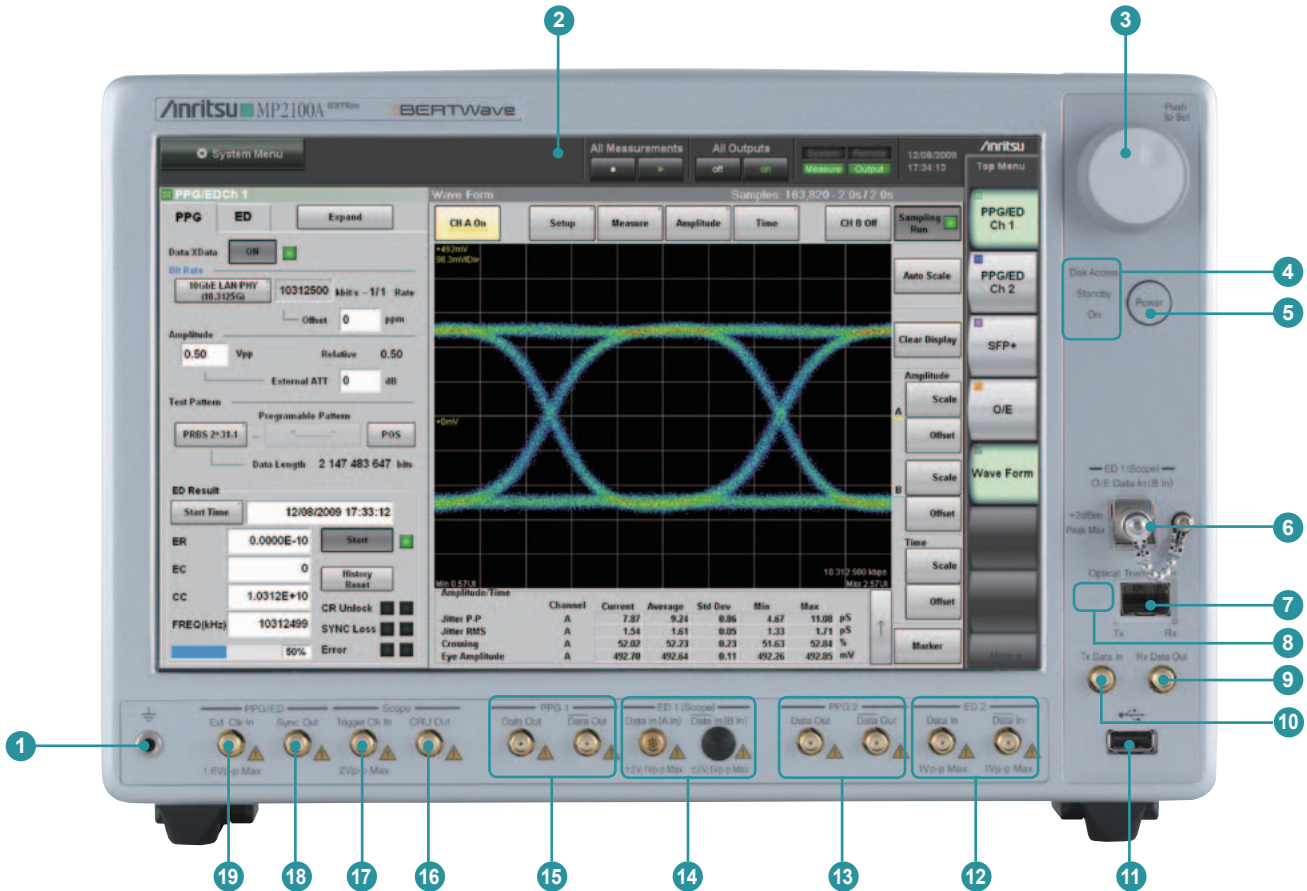 2
3
Anritsu MP2100A BERTWave BERTWave
Push
to Set
System Menu
All Measurements
All Outputs
off
on
System
Remote
Measure
Output
12/08/2009
17:34:13
Anritsu
Top Menu
PPG/EDCh 1
PPG
ED
Expand
Data/XData
ON
Bit Rate
10GbE LAN PHY
(10.3125G)
10312500 kbit/s - 1/1 Rate
Offset 0 ppm
Amplitude
0.50 Vpp
Relative 0.50
External ATT 0 dB
Test Pattern
Programable Pattern
PRBS 2^31-1
POS
Data Length 2 147 483 647 bits
ED Result
Start Time
12/08/2009 17:33:12
ER 0.0000E-10
Start
EC 0
History
Reset
CC 1.0312E+10
CR Unlock
FREQ(kHz) 10312499
SYNC Loss
50%
Error
Wave Form
Samples: 163,820 - 2.0s / 2.0s
CH A On
Setup
Measure
Amplitude
Time
CH B Off
Sampling
Run
+492mV
98.3mV/Div
+0mV
Min 0.57UI
10 312 500 kbps
Max 2.57UI
Amplitude/Time
Channel Current Average Std Dev Min Max
Jitter P-P A 7.87 9.24 0.86 4.67 11.08 pS
Jitter RMS A 1.54 1.61 0.05 1.33 1.71 pS
Crossing A 52.02 52.23 0.23 51.63 52.84 %
Eye Amplitude A 492.70 492.64 0.11 492.26 492.85 mV
Auto Scale
Clear Display
Amplitude
A
Scale
Offset
B
Scale
Offset
Time
Scale
Offset
Marker
PPG/ED
Ch 1
PPG/ED
Ch 2
SFP+
O/E
Wave Form
Disk Access
Standby
On
Power
4
5
ED 1 (Scope)
O/E Data In (B In)
+2dBm
Peak Max
6
7
Tx
Rx
8
Tx Data In
Rx Data Out
9
10
11
1
PPG/ED
Ext Clk In
Sync Out
1.6Vp-p Max
Scope
Trigger Clk In
CRU Out
2Vp-p Max
PPG 1
Data Out
Data Out
ED 1 (Scope)
Data In (A In)
Data In (B In)
±2V, 1Vp-p Max
±2V, 1Vp-p Max
PPG 2
Data Out
Data Out
ED 2
Data In
Data In
1Vp-p Max
1Vp-p Max
19
18
17
16
15
14
13
12